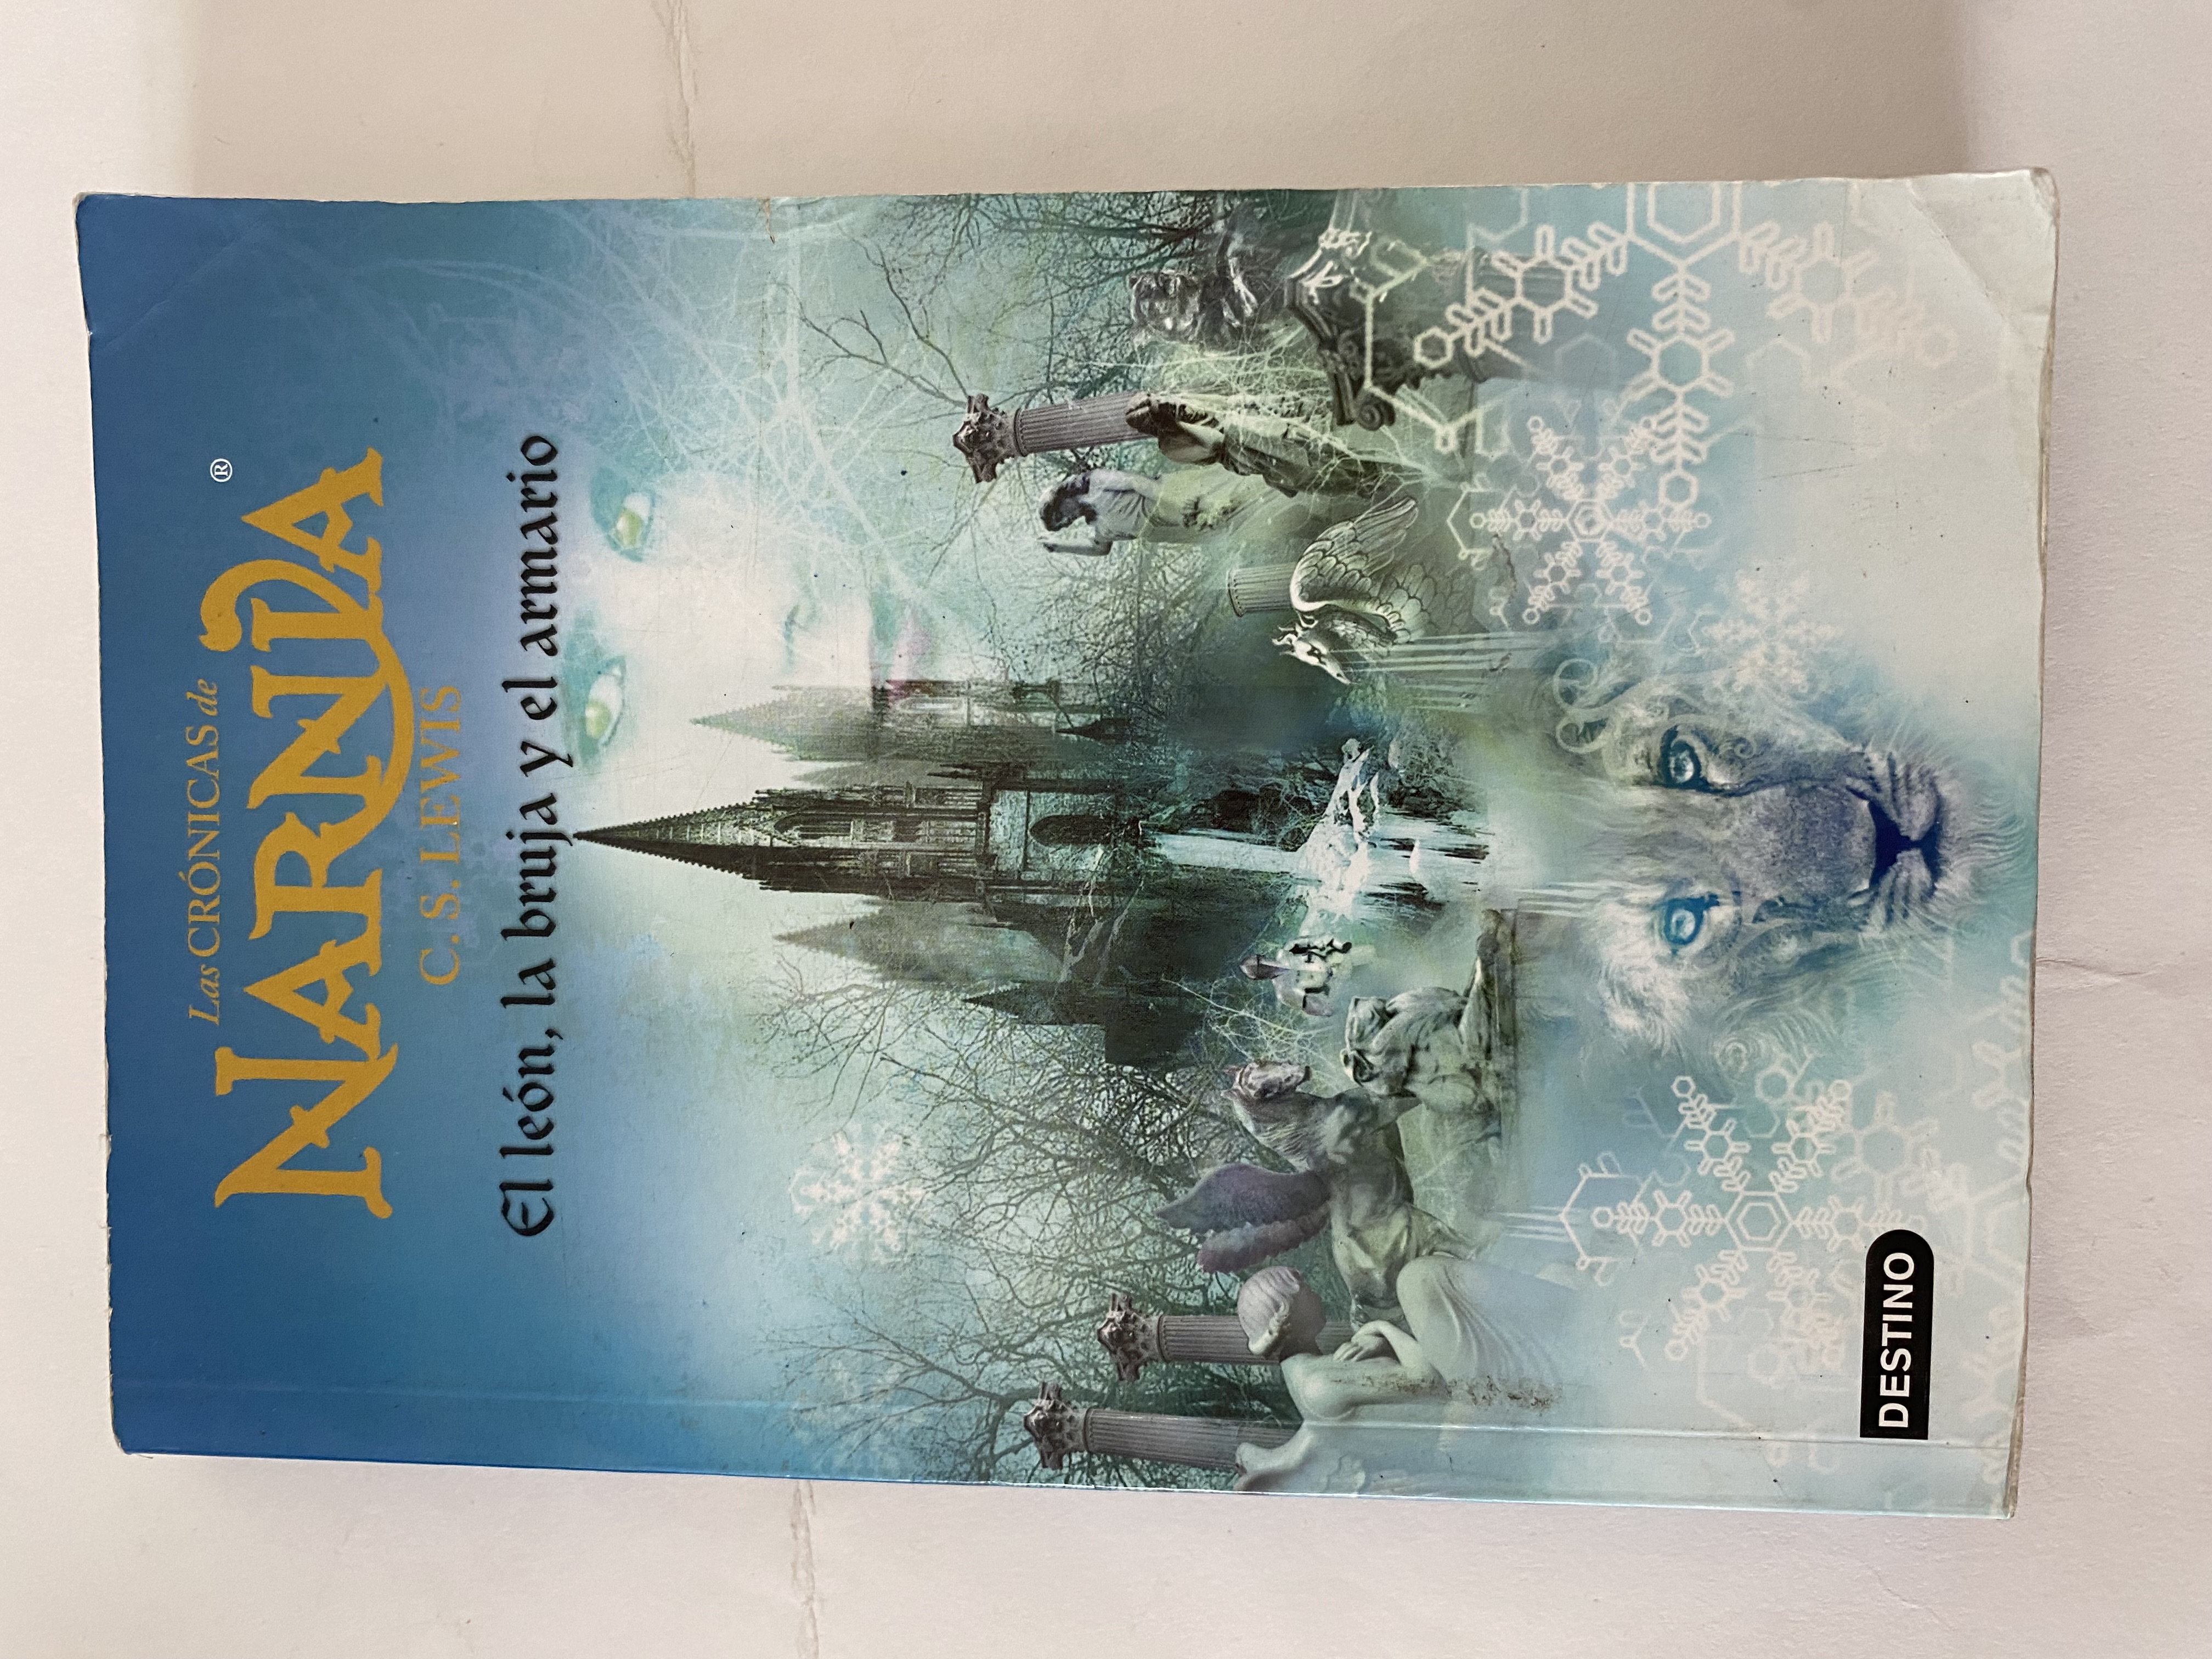 Las CRÓNICAS de
NARNIA®
C. S. LEWIS
El león, la bruja y el armario
DESTINO